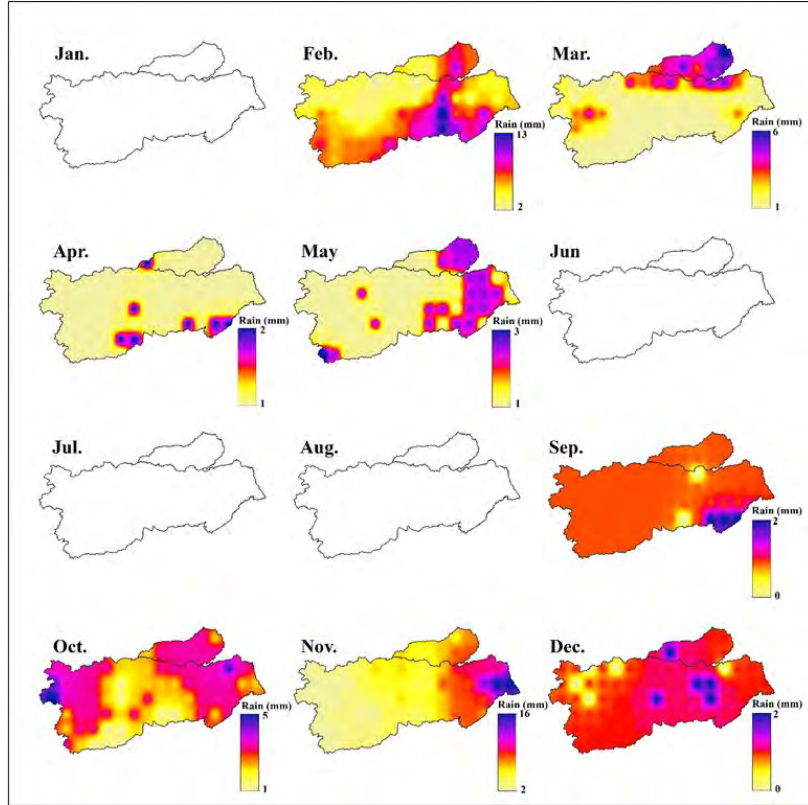 Jan.
Feb.
Mar.
Rain (mm)
13
2
Rain (mm)
6
1
Apr.
May
Jun
Rain (mm)
2
1
Rain (mm)
3
1
Jul.
Aug.
Sep.
Rain (mm)
2
0
Oct.
Nov.
Dec.
Rain (mm)
5
1
Rain (mm)
16
2
Rain (mm)
2
0